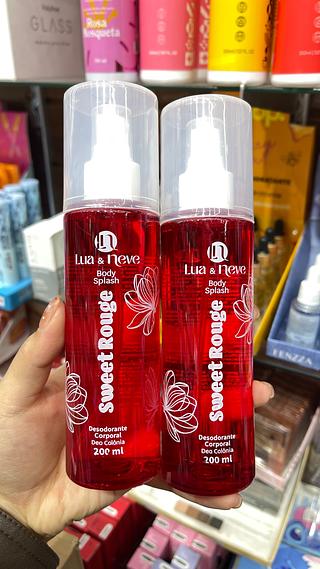 GLASS
Rosa
Mosqueta
Lua & Neve
Body
Splash
Sweet Rouge
Desodorante
Corporal
Deo Colônia
200 ml
Lua & Neve
Body
Splash
Sweet Rouge
Desodorante
Corporal
Deo Colônia
200 ml
FENZZA